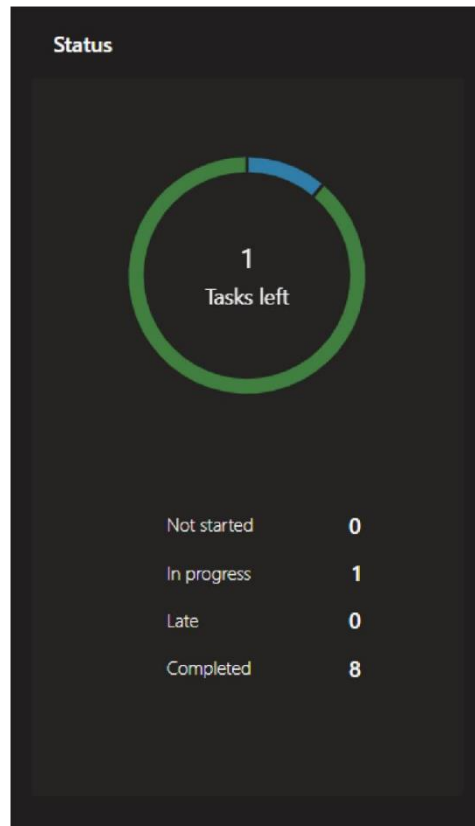 Status
1
Tasks left
Not started 0
In progress 1
Late 0
Completed 8